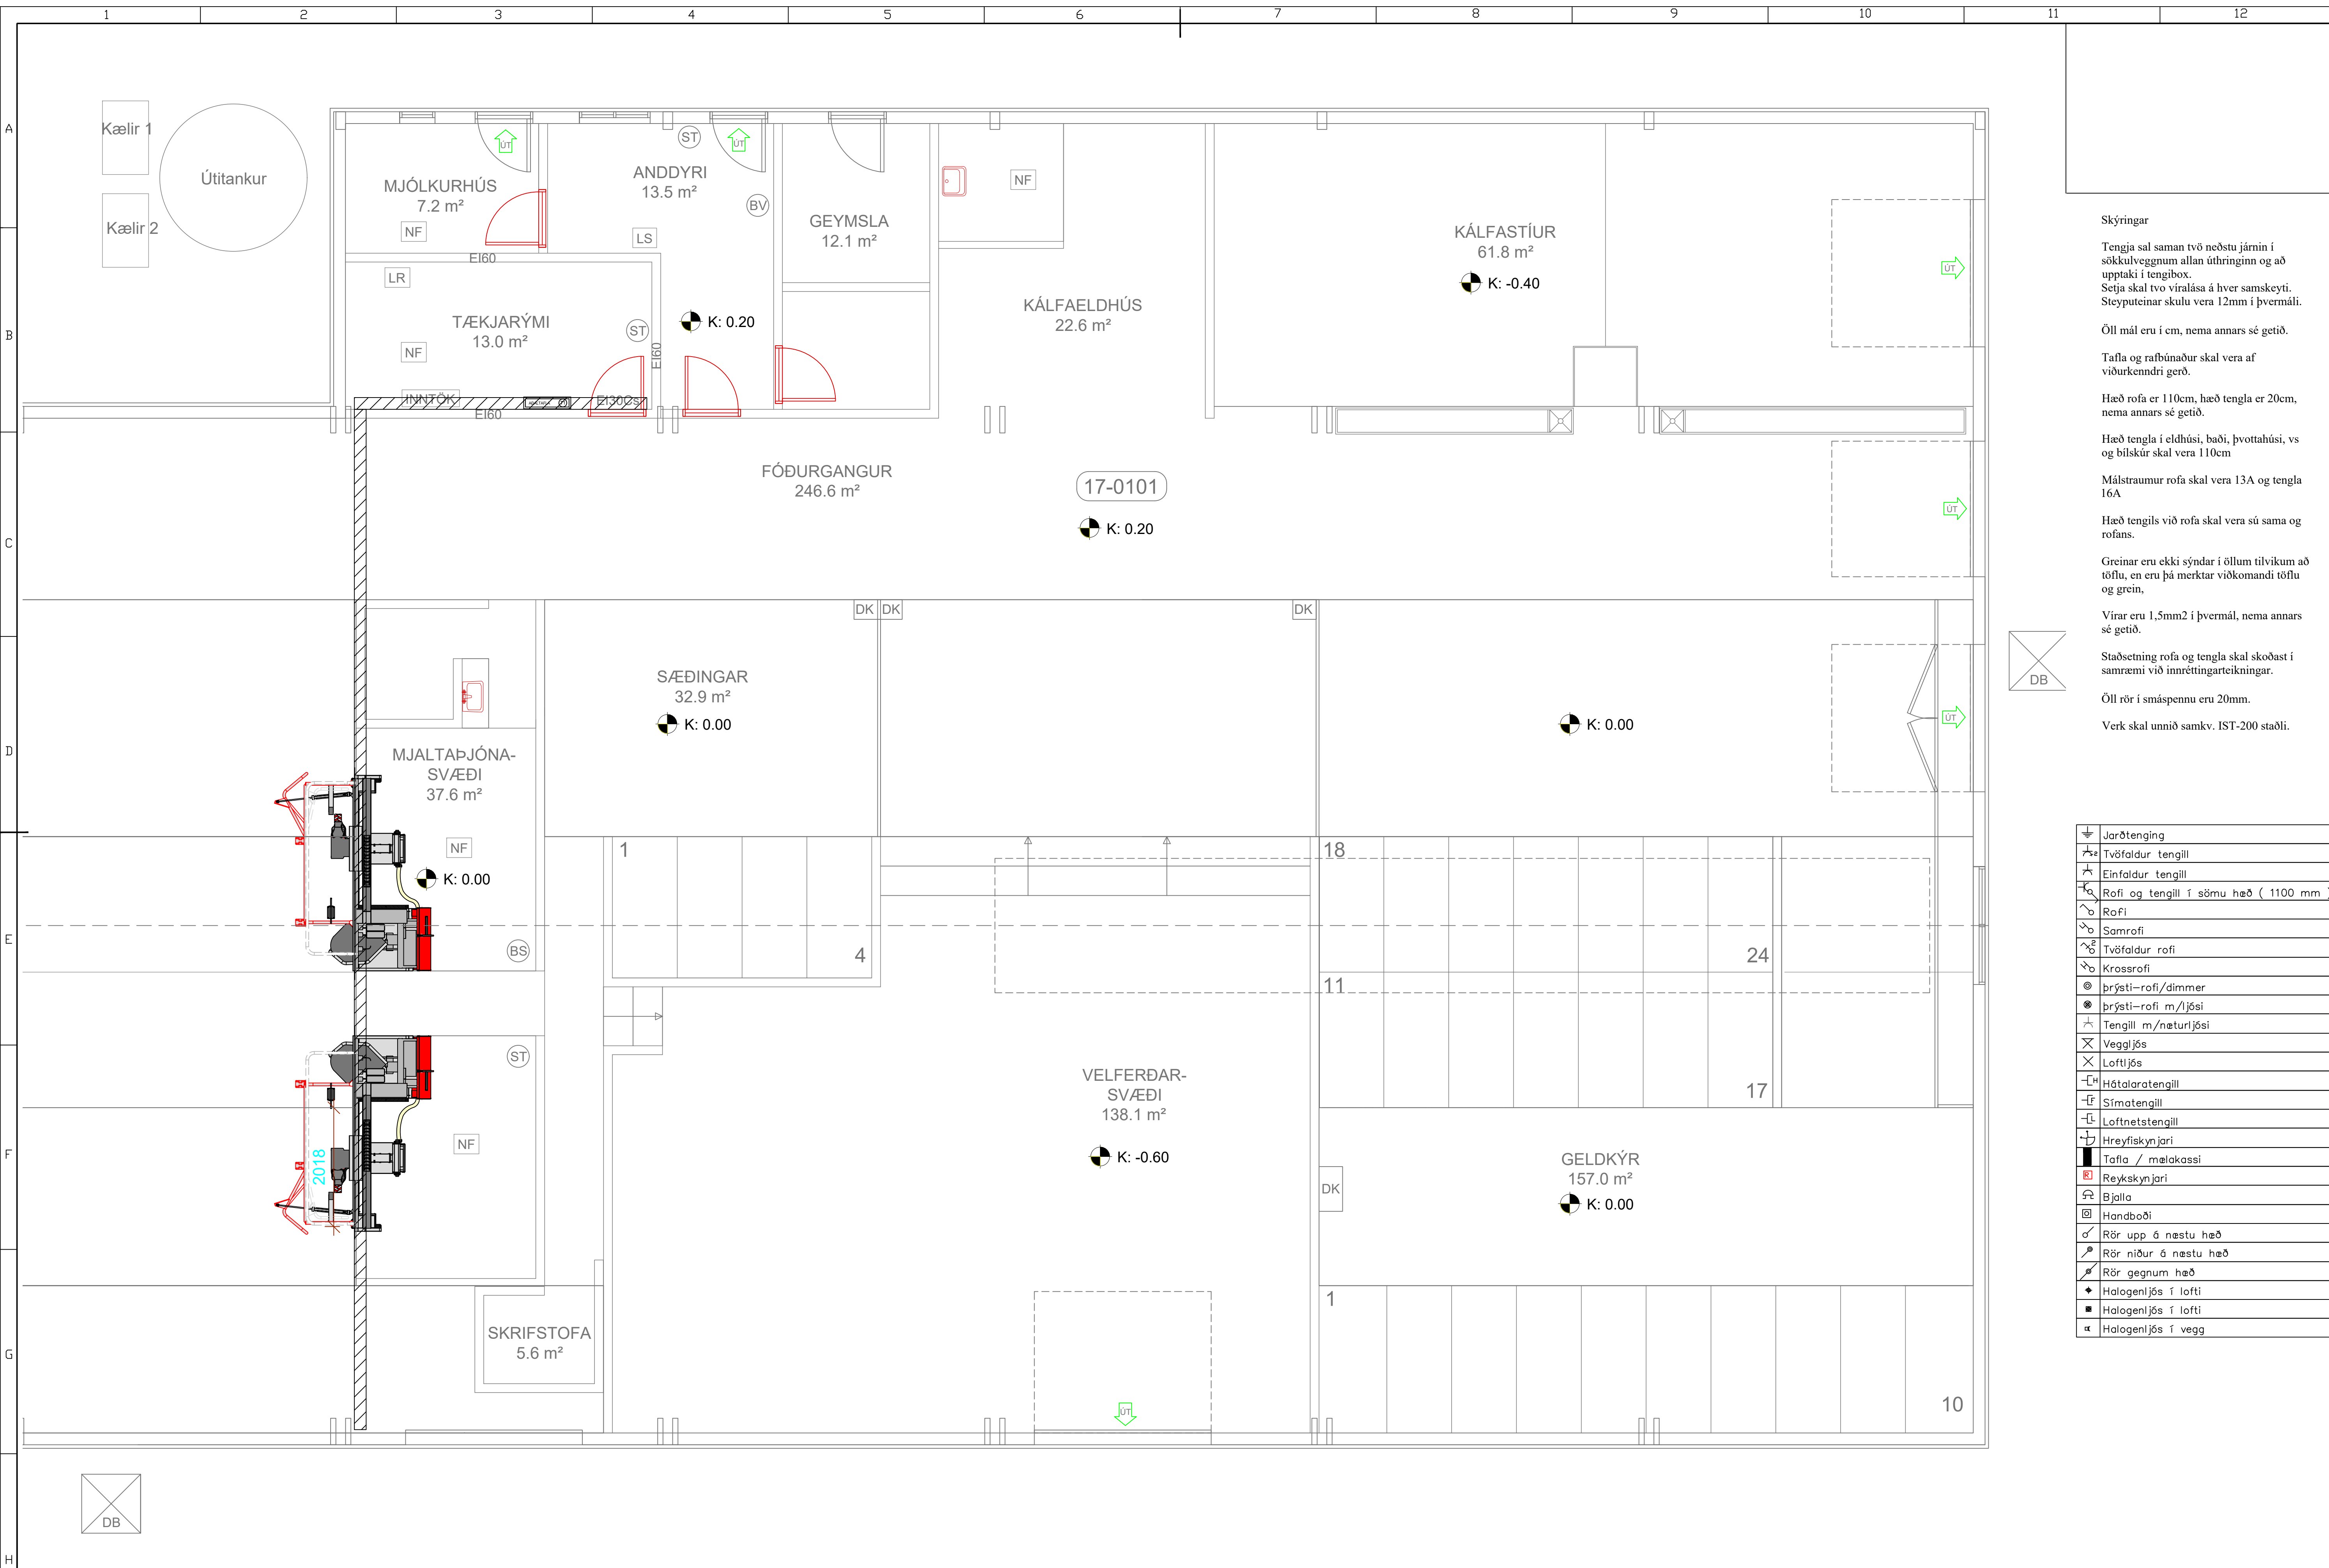 1 2 3 4 5 6 7 8 9 10 11 12
A
B
C
D
E
F
G
H
Kælir 1
Kælir 2
Útitankur
MJÓLKURHÚS
7.2 m²
NF
ÚT
EI60
ANDDYRI
13.5 m²
ST
ÚT
BV
LS
GEYMSLA
12.1 m²
NF
LR
TÆKJARÝMI
13.0 m²
ST
NF
EI60
K: 0.20
INNTÖK
EI30Cs
EI60
KÁLFAELDHÚS
22.6 m²
KÁLFASTÍUR
61.8 m²
K: -0.40
ÚT
FÓÐURGANGUR
246.6 m²
17-0101
K: 0.20
ÚT
DK DK
DK
SÆÐINGAR
32.9 m²
K: 0.00
K: 0.00
ÚT
DB
MJALTAÞJÓNA-
SVÆÐI
37.6 m²
NF
K: 0.00
BS
ST
NF
2018
1
4
18
24
11
17
VELFERÐAR-
SVÆÐI
138.1 m²
K: -0.60
GELDKÝR
157.0 m²
K: 0.00
DK
SKRIFSTOFA
5.6 m²
1
10
ÚT
DB
Skýringar
Tengja sal saman tvö neðstu járnin í
sökkulveggnum allan úthringinn og að
upptaki í tengibox.
Setja skal tvo víralása á hver samskeyti.
Steyputeinar skulu vera 12mm í þvermáli.
Öll mál eru í cm, nema annars sé getið.
Tafla og rafbúnaður skal vera af
viðurkenndri gerð.
Hæð rofa er 110cm, hæð tengla er 20cm,
nema annars sé getið.
Hæð tengla í eldhúsi, baði, þvottahúsi, vs
og bílskúr skal vera 110cm
Málstraumur rofa skal vera 13A og tengla
16A
Hæð tengils við rofa skal vera sú sama og
rofans.
Greinar eru ekki sýndar í öllum tilvikum að
töflu, en eru þá merktar viðkomandi töflu
og grein,
Vírar eru 1,5mm2 í þvermál, nema annars
sé getið.
Staðsetning rofa og tengla skal skoðast í
samræmi við innréttingarteikningar.
Öll rör í smáspennu eru 20mm.
Verk skal unnið samkv. IST-200 staðli.
Jarðtenging
2 Tvöfaldur tengill
Einfaldur tengill
Rofi og tengill í sömu hæð ( 1100 mm )
Rofi
Samrofi
2 Tvöfaldur rofi
Krossrofi
þrýsti-rofi/dimmer
þrýsti-rofi m/ljósi
Tengill m/næturljósi
Veggljós
Loftljós
H Hátalaratengill
F Símatengill
L Loftnetstengill
Hreyfiskynjari
Tafla / mælakassi
R Reykskynjari
Bjalla
Handboði
Rör upp á næstu hæð
Rör niður á næstu hæð
Rör gegnum hæð
Halogenljós í lofti
Halogenljós í lofti
Halogenljós í vegg